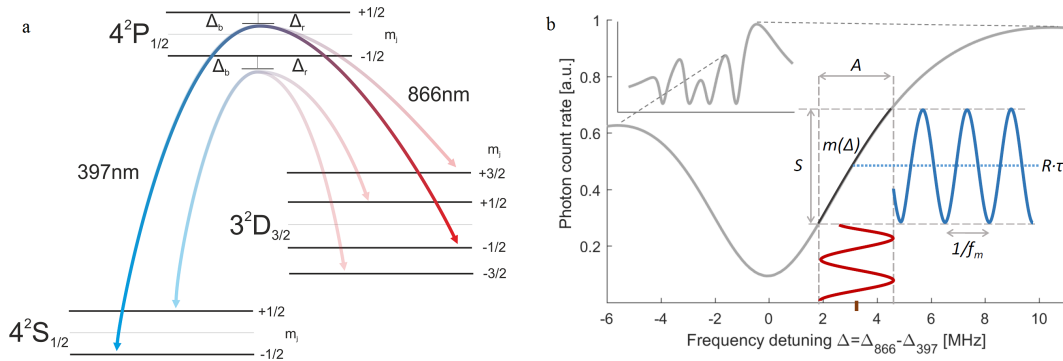 a
4²P₁/₂
Δb
Δr
+1/2
mj
-1/2
Δb
Δr
866nm
397nm
mj
+3/2
+1/2
3²D₃/₂
-1/2
-3/2
4²S₁/₂
+1/2
mj
-1/2
b
Photon count rate [a.u.]
1
0.8
0.6
0.4
0.2
A
S
m(Δ)
R·τ
1/fm
-6
-4
-2
0
2
4
6
8
10
Frequency detuning Δ=Δ866-Δ397 [MHz]